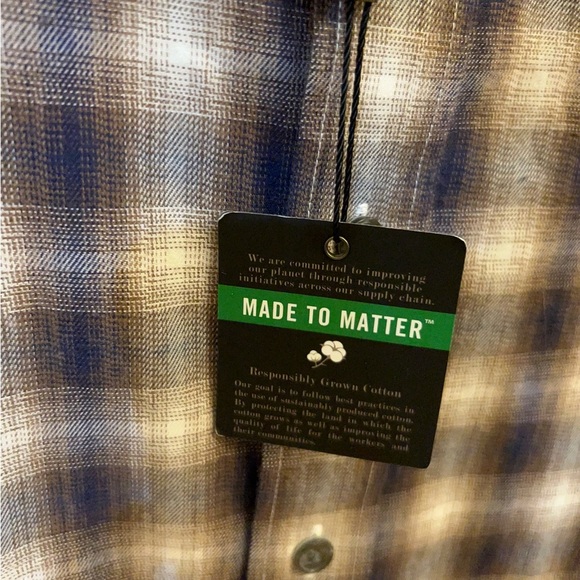 We are committed to improving
our planet through responsible
initiatives across our supply chain.
MADE TO MATTER™
Responsibly Grown Cotton
Our goal is to follow best practices in
the use of sustainably produced cotton.
By protecting the land in which the
cotton grows as well as improving the
quality of life for the workers and
their communities.